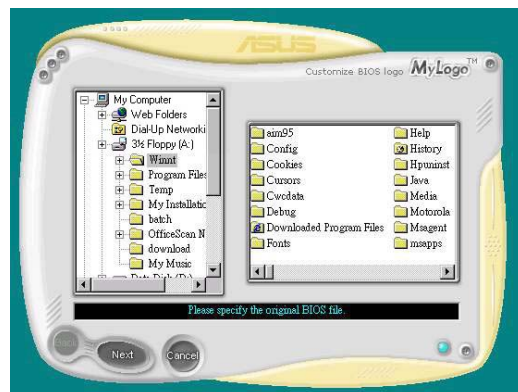 ASUS
Customize BIOS logo MyLogo™
My Computer
Web Folders
Dial-Up Networki
3½ Floppy (A:)
Winnt
Program Files
Temp
My Installatic
batch
OfficeScan N
download
My Music
aim95
Config
Cookies
Cursors
Cwcdata
Debug
Downloaded Program Files
Fonts
Help
History
Hpuninst
Java
Media
Motorola
Msagent
msapps
Please specify the original BIOS file.
Back
Next
Cancel